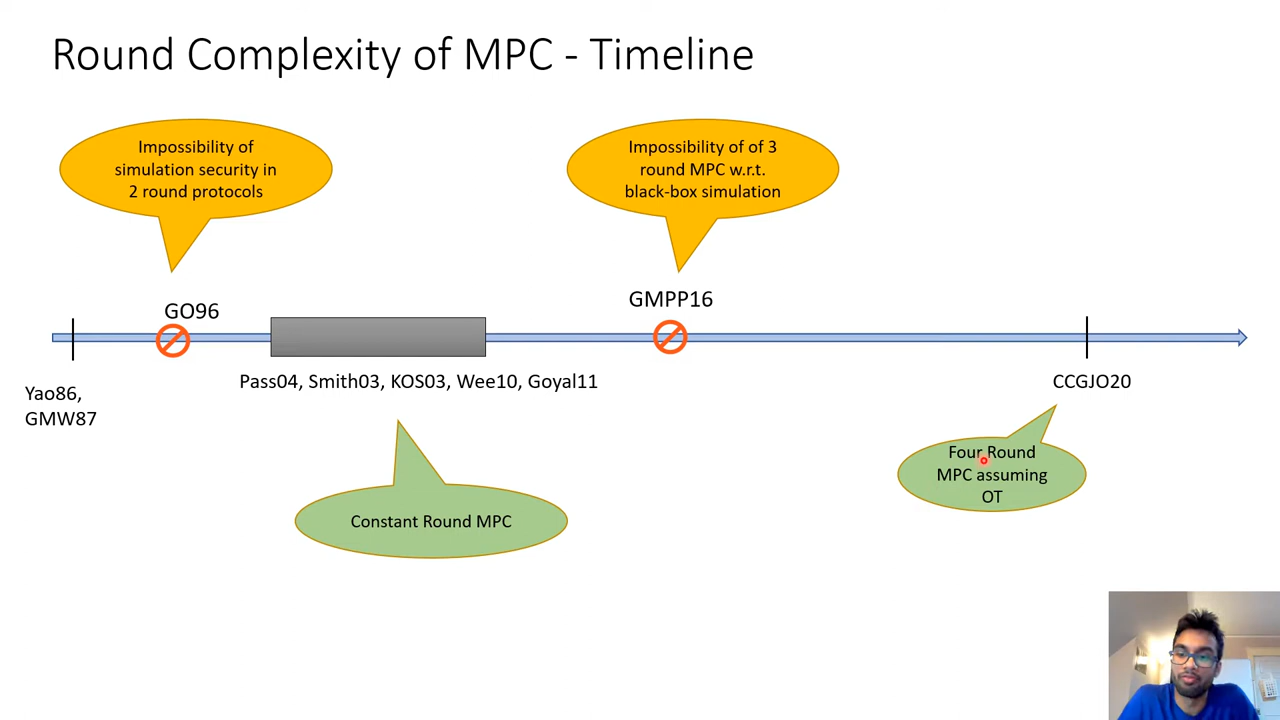 Round Complexity of MPC - Timeline
Impossibility of
simulation security in
2 round protocols
Impossibility of of 3
round MPC w.r.t.
black-box simulation
GO96
GMPP16
Yao86,
GMW87
Pass04, Smith03, KOS03, Wee10, Goyal11
CCGJO20
Constant Round MPC
Four Round
MPC assuming
OT